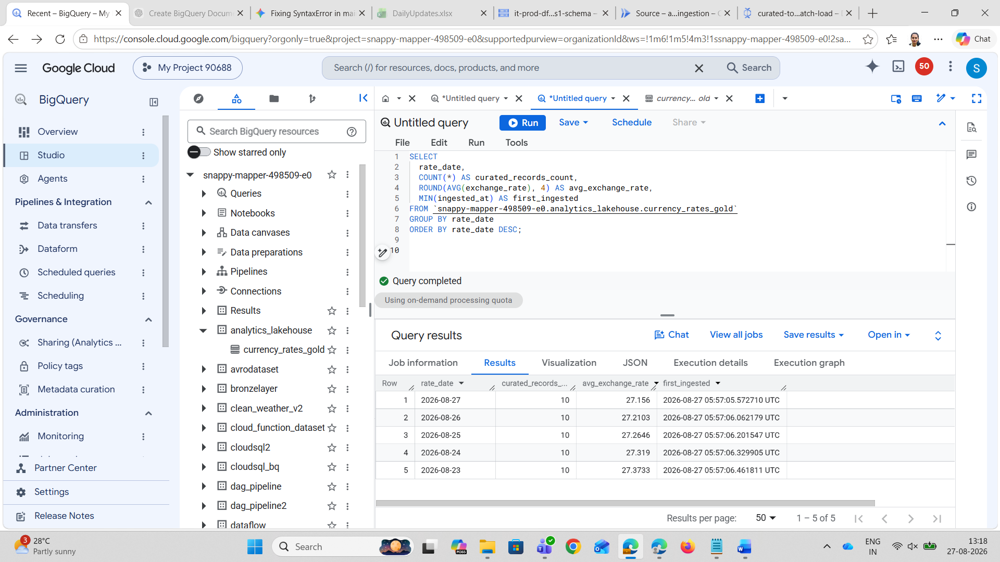 Recent – BigQuery – My
Create BigQuery Docum
Fixing SyntaxError in mai
DailyUpdates.xlsx
it-prod-df...s1-schema –
Source – a...ingestion – C
curated-to...atch-load –
https://console.cloud.google.com/bigquery?orgonly=true&project=snappy-mapper-498509-e0&supportedpurview=organizationId&ws=!1m6!1m5!4m3!1ssnappy-mapper-498509-e0!2sa...
Chat
Google Cloud
My Project 90688
Search (/) for resources, docs, products, and more
Search
50
S
BigQuery
Overview
Studio
Agents
Pipelines & Integration
Data transfers
Dataform
Scheduled queries
Scheduling
Governance
Sharing (Analytics ...
Policy tags
Metadata curation
Administration
Monitoring
Partner Center
Settings
Release Notes
Search BigQuery resources
Show starred only
snappy-mapper-498509-e0
Queries
Notebooks
Data canvases
Data preparations
Pipelines
Connections
Results
analytics_lakehouse
currency_rates_gold
avrodataset
bronzelayer
clean_weather_v2
cloud_function_dataset
cloudsql2
cloudsql_bq
dag_pipeline
dag_pipeline2
dataflow
*Untitled query
*Untitled query
currency... old
Untitled query
Run
Save
Schedule
Share
File Edit Run Tools
1 SELECT
2 rate_date,
3 COUNT(*) AS curated_records_count,
4 ROUND(AVG(exchange_rate), 4) AS avg_exchange_rate,
5 MIN(ingested_at) AS first_ingested
6 FROM `snappy-mapper-498509-e0.analytics_lakehouse.currency_rates_gold`
7 GROUP BY rate_date
8 ORDER BY rate_date DESC;
9
10
Query completed
Using on-demand processing quota
Query results
Chat
View all jobs
Save results
Open in
Job information Results Visualization JSON Execution details Execution graph
Row rate_date curated_records_... avg_exchange_rate first_ingested
1 2026-08-27 10 27.156 2026-08-27 05:57:05.572710 UTC
2 2026-08-26 10 27.2103 2026-08-27 05:57:06.062179 UTC
3 2026-08-25 10 27.2646 2026-08-27 05:57:06.201547 UTC
4 2026-08-24 10 27.319 2026-08-27 05:57:06.329905 UTC
5 2026-08-23 10 27.3733 2026-08-27 05:57:06.461811 UTC
Results per page: 50 1 – 5 of 5
3
28°C
Partly sunny
Search
M365
ENG
IN
13:18
27-08-2026